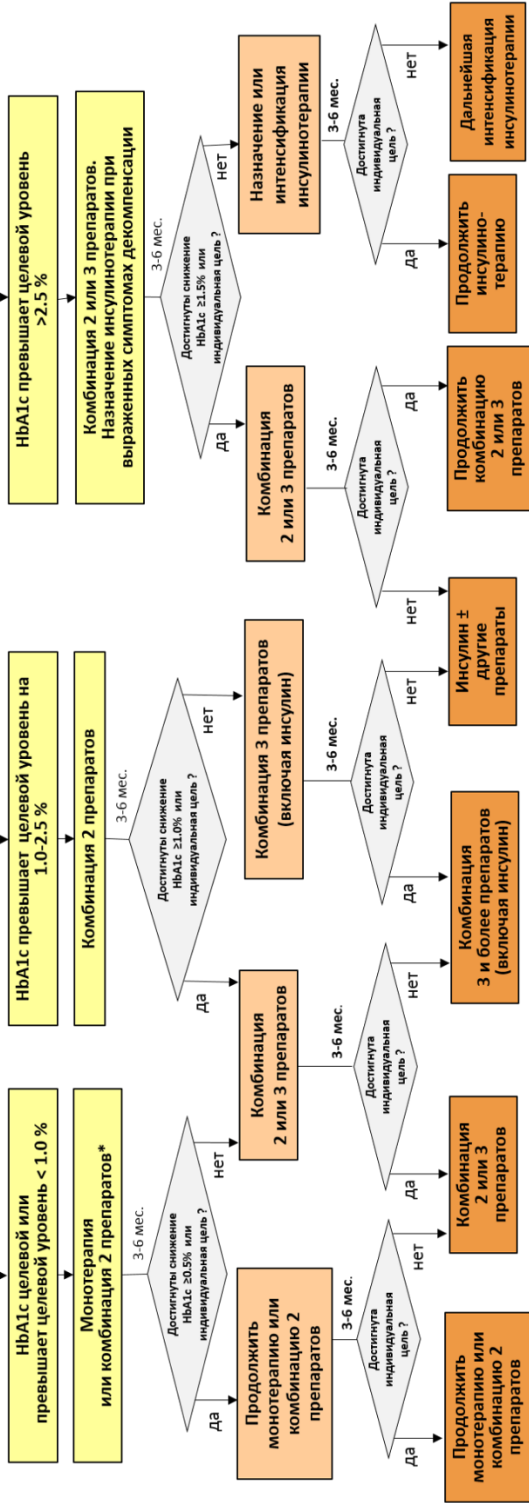 HbA1c целевой или
превышает целевой уровень < 1.0 %
HbA1c превышает целевой уровень на
1.0-2.5 %
HbA1c превышает целевой уровень
>2.5 %
Монотерапия
или комбинация 2 препаратов*
Комбинация 2 препаратов
Комбинация 2 или 3 препаратов.
Назначение инсулинотерапии при
выраженных симптомах декомпенсации
3-6 мес.
3-6 мес.
3-6 мес.
Достигнуты снижение
HbA1c ≥0.5% или
индивидуальная цель ?
Достигнуты снижение
HbA1c ≥1.0% или
индивидуальная цель ?
Достигнуты снижение
HbA1c ≥1.5% или
индивидуальная цель ?
да
нет
да
нет
да
нет
Продолжить
монотерапию или
комбинацию 2
препаратов
Комбинация
2 или 3 препаратов
Комбинация 3 препаратов
(включая инсулин)
Комбинация
2 или 3 препаратов
Назначение или
интенсификация
инсулинотерапии
3-6 мес.
3-6 мес.
3-6 мес.
3-6 мес.
3-6 мес.
Достигнута
индивидуальная
цель ?
Достигнута
индивидуальная
цель ?
Достигнута
индивидуальная
цель ?
Достигнута
индивидуальная
цель ?
Достигнута
индивидуальная
цель ?
да
нет
да
нет
да
нет
нет
да
да
нет
Продолжить
монотерапию или
комбинацию 2
препаратов
Комбинация
2 или 3
препаратов
Комбинация
3 и более препаратов
(включая инсулин)
Инсулин ±
другие
препараты
Продолжить
комбинацию
2 или 3
препаратов
Продолжить
инсулино-
терапию
Дальнейшая
интенсификация
инсулинотерапии